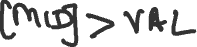 [MID] > VAL